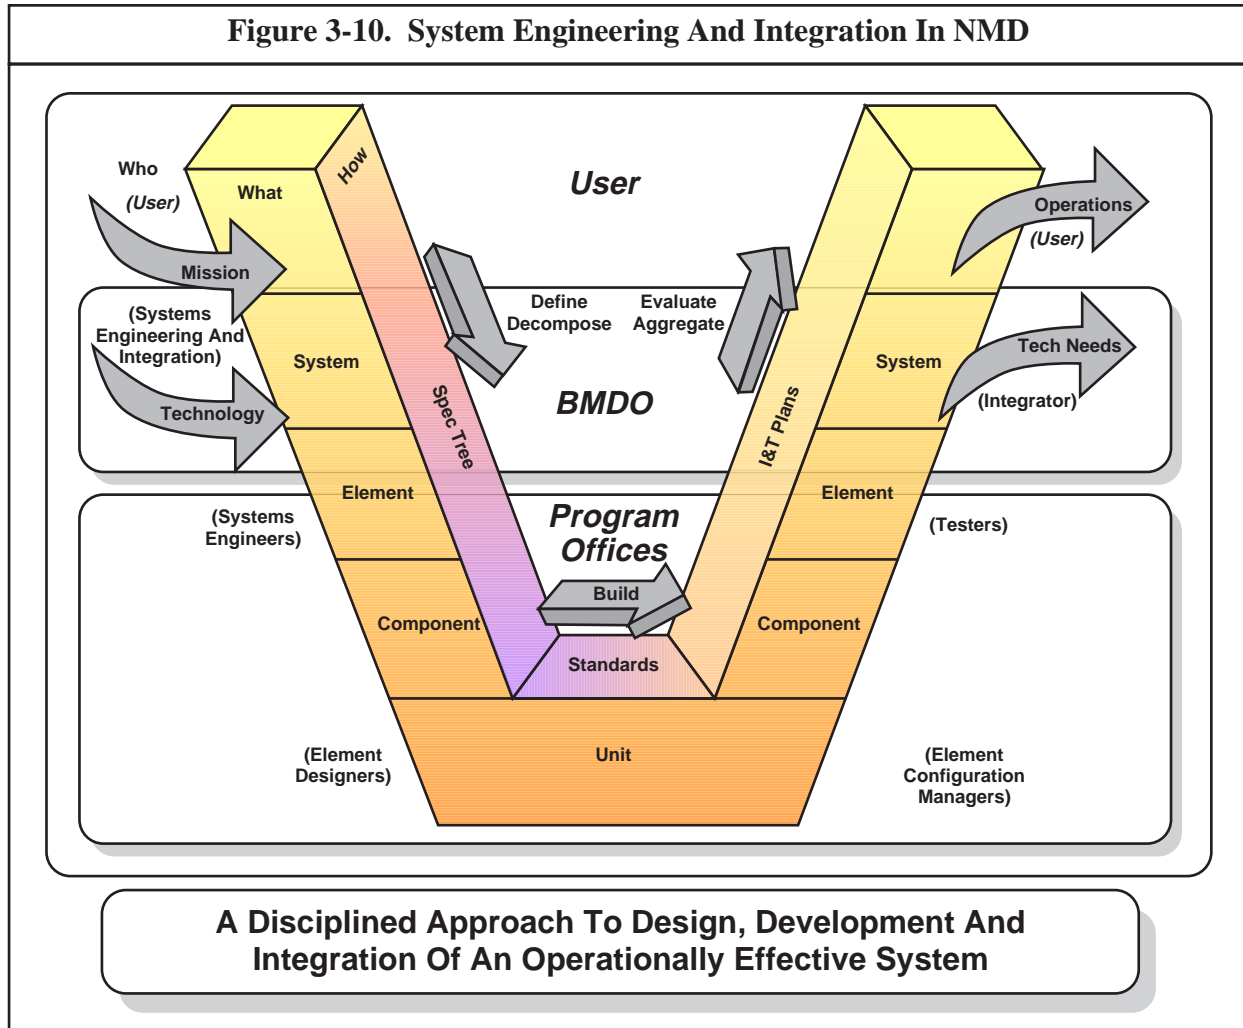 Figure 3-10. System Engineering And Integration In NMD
Who
(User)
What
How
User
Operations
(User)
Mission
Define
Decompose
Evaluate
Aggregate
(Systems
Engineering And
Integration)
System
System
Tech Needs
Technology
BMDO
(Integrator)
Spec Tree
I&T Plans
Element
Element
(Systems
Engineers)
Program
Offices
(Testers)
Build
Component
Component
Standards
Unit
(Element
Designers)
(Element
Configuration
Managers)
A Disciplined Approach To Design, Development And
Integration Of An Operationally Effective System